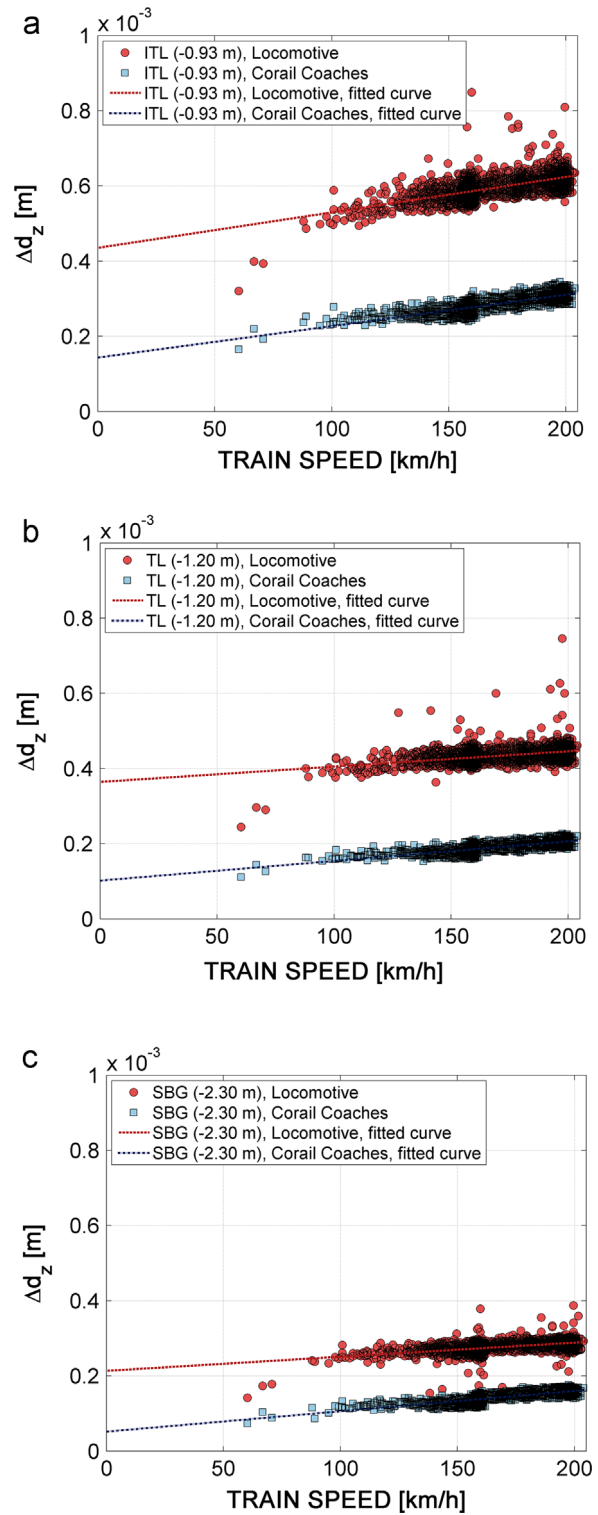 a
x 10⁻³
1
0.8
0.6
0.4
0.2
0
Δd_z [m]
ITL (-0.93 m), Locomotive
ITL (-0.93 m), Corail Coaches
ITL (-0.93 m), Locomotive, fitted curve
ITL (-0.93 m), Corail Coaches, fitted curve
0 50 100 150 200
TRAIN SPEED [km/h]
b
x 10⁻³
1
0.8
0.6
0.4
0.2
0
Δd_z [m]
TL (-1.20 m), Locomotive
TL (-1.20 m), Corail Coaches
TL (-1.20 m), Locomotive, fitted curve
TL (-1.20 m), Corail Coaches, fitted curve
0 50 100 150 200
TRAIN SPEED [km/h]
c
x 10⁻³
1
0.8
0.6
0.4
0.2
0
Δd_z [m]
SBG (-2.30 m), Locomotive
SBG (-2.30 m), Corail Coaches
SBG (-2.30 m), Locomotive, fitted curve
SBG (-2.30 m), Corail Coaches, fitted curve
0 50 100 150 200
TRAIN SPEED [km/h]